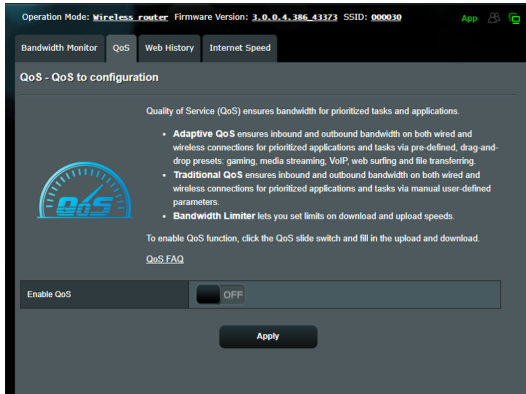 Operation Mode: Wireless router Firmware Version: 3.0.0.4.386_43373 SSID: 000030 App
Bandwidth Monitor QoS Web History Internet Speed
QoS - QoS to configuration
Quality of Service (QoS) ensures bandwidth for prioritized tasks and applications.
• Adaptive QoS ensures inbound and outbound bandwidth on both wired and
wireless connections for prioritized applications and tasks via pre-defined, drag-and-
drop presets: gaming, media streaming, VoIP, web surfing and file transferring.
• Traditional QoS ensures inbound and outbound bandwidth on both wired and
wireless connections for prioritized applications and tasks via manual user-defined
parameters.
• Bandwidth Limiter lets you set limits on download and upload speeds.
QoS
To enable QoS function, click the QoS slide switch and fill in the upload and download.
QoS FAQ
Enable QoS OFF
Apply